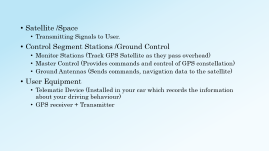 • Satellite /Space
• Transmitting Signals to User.
• Control Segment Stations /Ground Control
• Monitor Stations (Track GPS Satellite as they pass overhead)
• Master Control (Provides commands and control of GPS constellation)
• Ground Antennas (Sends commands, navigation data to the satellite)
• User Equipment
• Telematic Device (Installed in your car which records the information
about your driving behaviour)
• GPS receiver + Transmitter